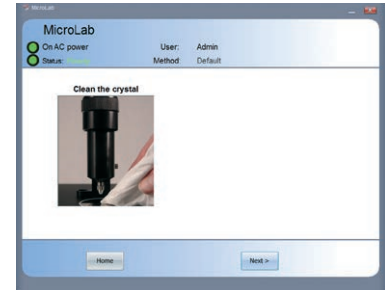 MicroLab
MicroLab
On AC power
User:
Admin
Status:
Method
Default
Clean the crystal
Home
Next >